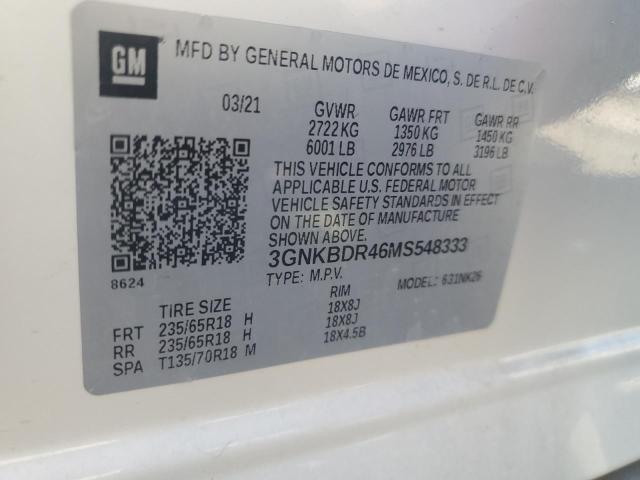 GM
MFD BY GENERAL MOTORS DE MEXICO, S. DE R.L. DE C.V.
03/21 GVWR GAWR FRT GAWR RR
2722 KG 1350 KG 1450 KG
6001 LB 2976 LB 3196 LB
THIS VEHICLE CONFORMS TO ALL
APPLICABLE U.S. FEDERAL MOTOR
VEHICLE SAFETY STANDARDS IN EFFECT
ON THE DATE OF MANUFACTURE
SHOWN ABOVE.
3GNKBDR46MS548333
8624
TYPE: M.P.V. MODEL: 631NK26
TIRE SIZE RIM
FRT 235/65R18 H 18X8J
RR 235/65R18 H 18X8J
SPA T135/70R18 M 18X4.5B